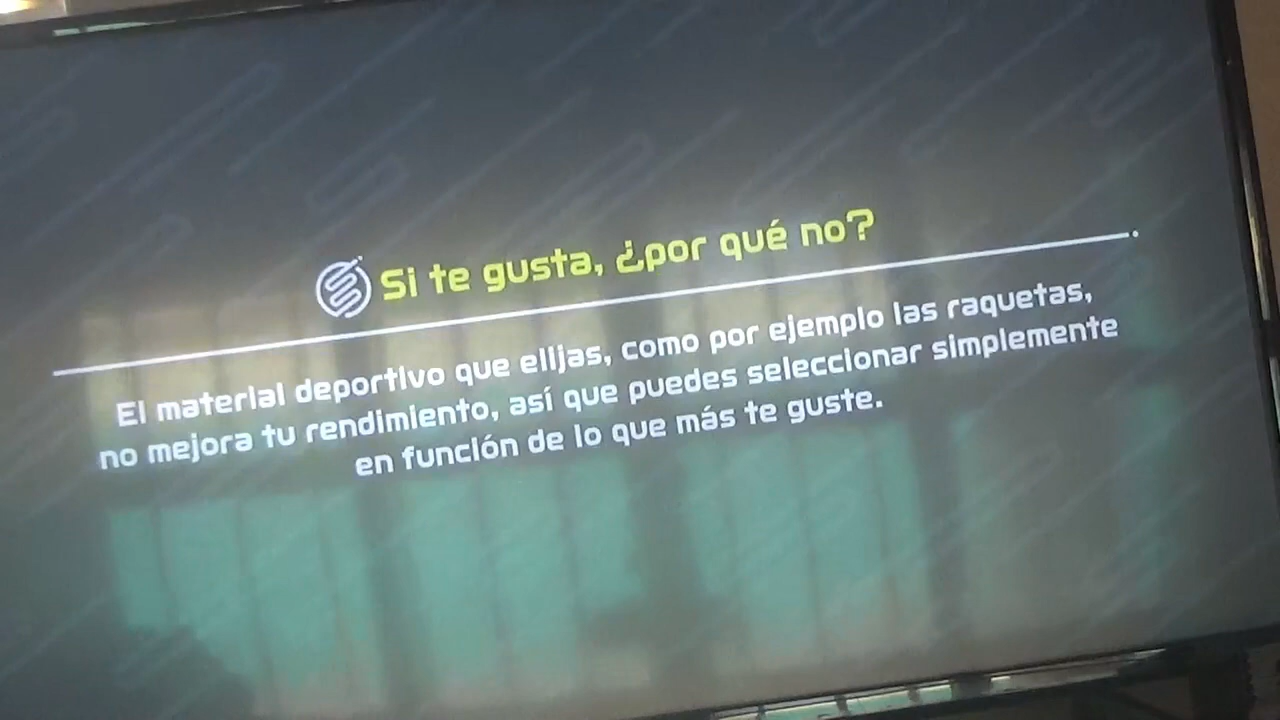 Si te gusta, ¿por qué no?
El material deportivo que elijas, como por ejemplo las raquetas,
no mejora tu rendimiento, así que puedes seleccionar simplemente
en función de lo que más te guste.